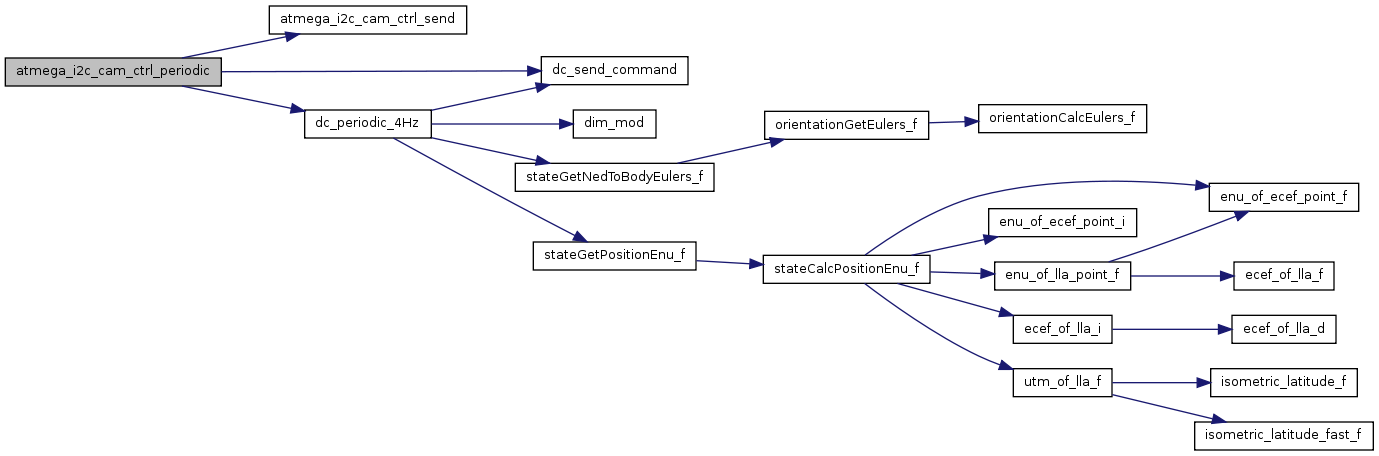 atmega_i2c_cam_ctrl_send
atmega_i2c_cam_ctrl_periodic
dc_send_command
dc_periodic_4Hz
dim_mod
orientationGetEulers_f
orientationCalcEulers_f
stateGetNedToBodyEulers_f
enu_of_ecef_point_f
enu_of_ecef_point_i
stateGetPositionEnu_f
stateCalcPositionEnu_f
enu_of_lla_point_f
ecef_of_lla_f
ecef_of_lla_i
ecef_of_lla_d
utm_of_lla_f
isometric_latitude_f
isometric_latitude_fast_f